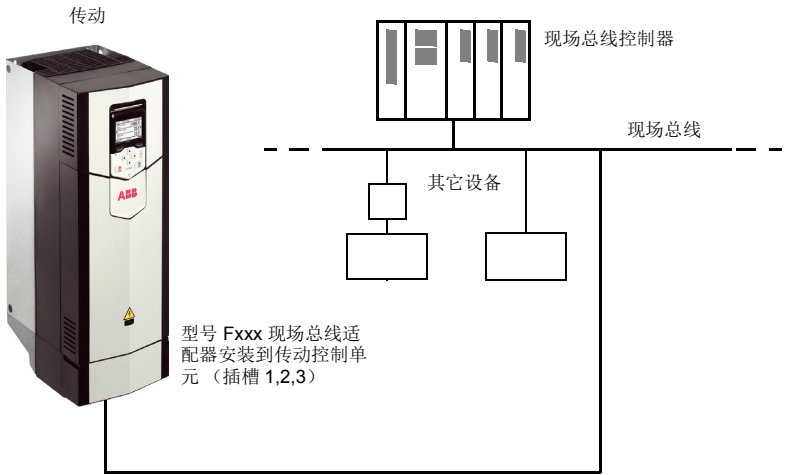 传动
现场总线控制器
现场总线
其它设备
ABB
型号 Fxxx 现场总线适
配器安装到传动控制单
元 （插槽 1,2,3）